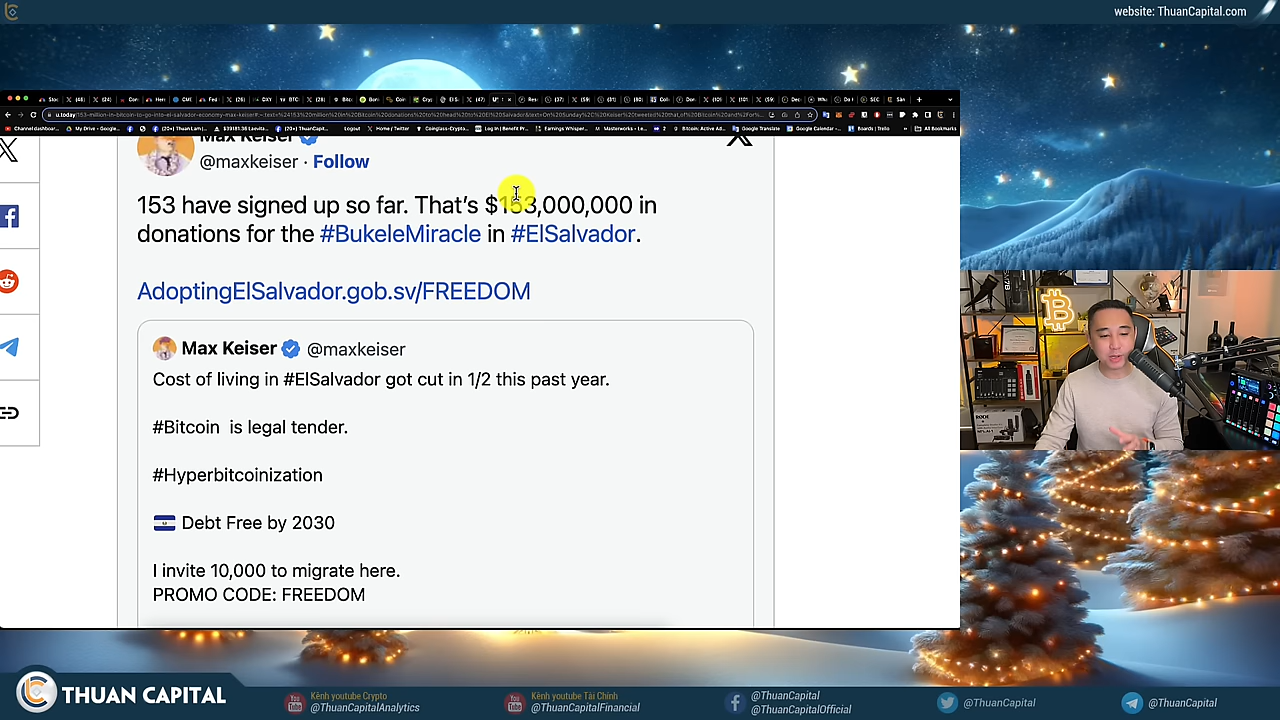 website: ThuanCapital.com
Max Keiser
@maxkeiser · Follow
153 have signed up so far. That's $153,000,000 in
donations for the #BukeleMiracle in #ElSalvador.
AdoptingElSalvador.gob.sv/FREEDOM
Max Keiser @maxkeiser
Cost of living in #ElSalvador got cut in 1/2 this past year.
#Bitcoin is legal tender.
#Hyperbitcoinization
Debt Free by 2030
I invite 10,000 to migrate here.
PROMO CODE: FREEDOM
THUAN CAPITAL
Kênh youtube Crypto
@ThuanCapitalAnalytics
Kênh youtube Tài Chính
@ThuanCapitalFinancial
@ThuanCapital
@ThuanCapitalOfficial
@ThuanCapital
@ThuanCapital